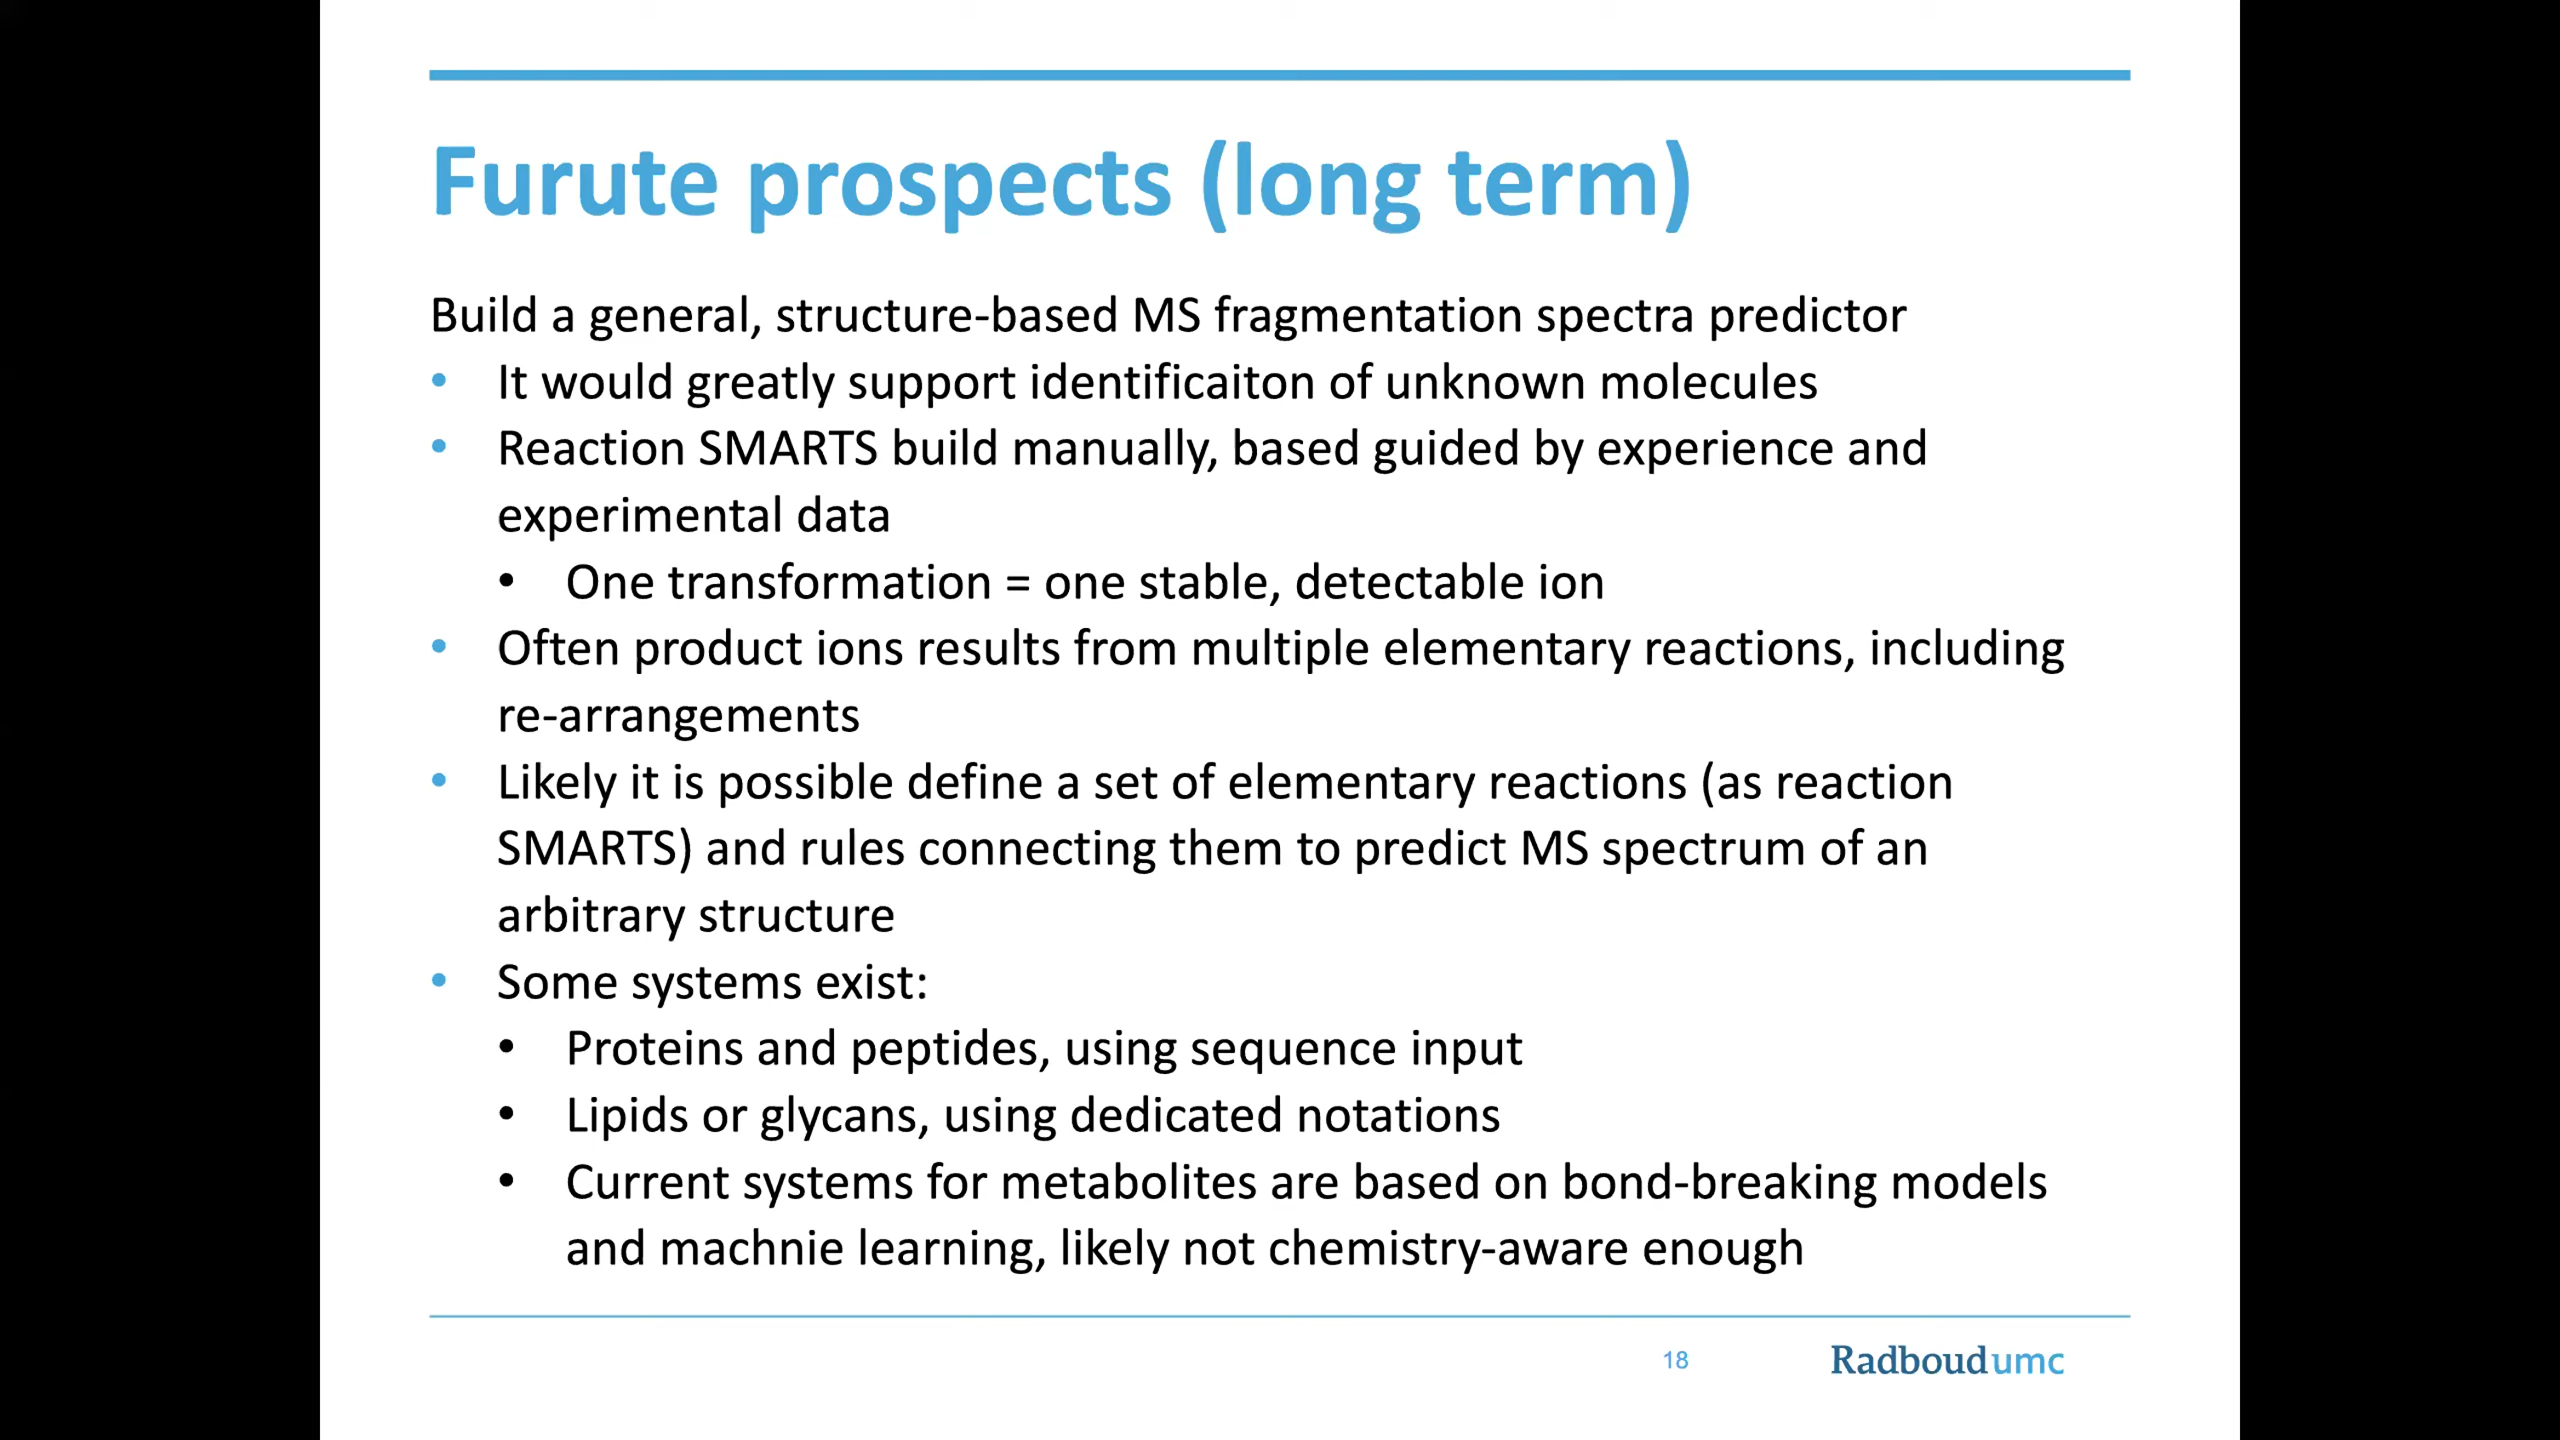 Furute prospects (long term)
Build a general, structure-based MS fragmentation spectra predictor
• It would greatly support identificaiton of unknown molecules
• Reaction SMARTS build manually, based guided by experience and
experimental data
• One transformation = one stable, detectable ion
• Often product ions results from multiple elementary reactions, including
re-arrangements
• Likely it is possible define a set of elementary reactions (as reaction
SMARTS) and rules connecting them to predict MS spectrum of an
arbitrary structure
• Some systems exist:
• Proteins and peptides, using sequence input
• Lipids or glycans, using dedicated notations
• Current systems for metabolites are based on bond-breaking models
and machnie learning, likely not chemistry-aware enough
18
Radboudumc